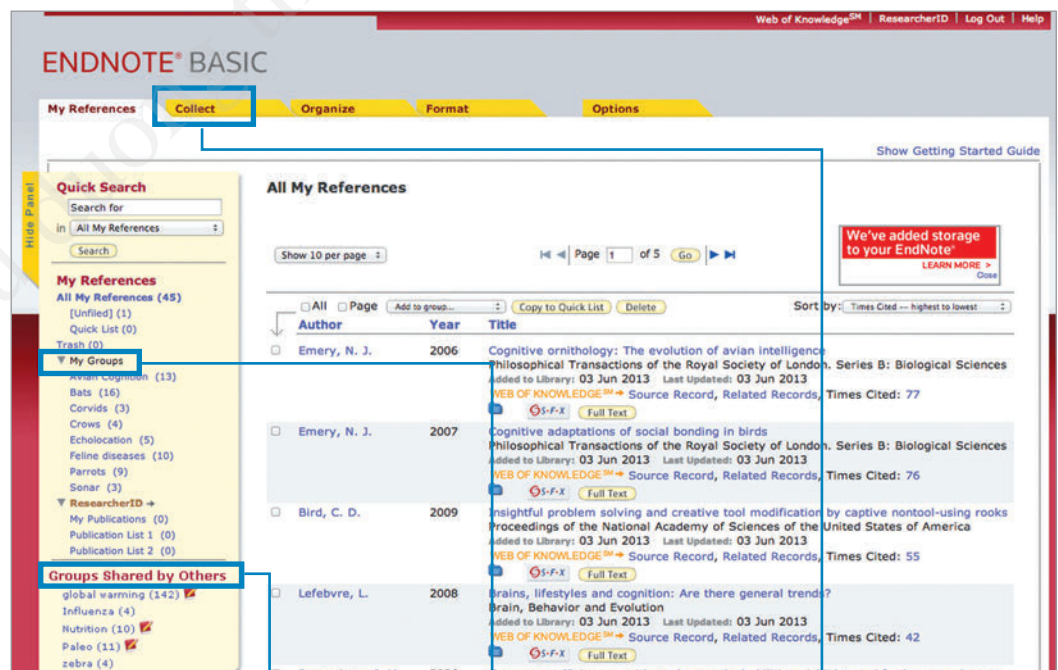 Web of Knowledge℠ | ResearcherID | Log Out | Help
ENDNOTE® BASIC
My References Collect Organize Format Options
Show Getting Started Guide
Hide Panel
Quick Search
Search for
in All My References
Search
My References
All My References (45)
[Unfiled] (1)
Quick List (0)
Trash (0)
▼ My Groups
Avian Cognition (13)
Bats (16)
Corvids (3)
Crows (4)
Echolocation (5)
Feline diseases (10)
Parrots (9)
Sonar (3)
▼ ResearcherID →
My Publications (0)
Publication List 1 (0)
Publication List 2 (0)
Groups Shared by Others
global warming (142)
Influenza (4)
Nutrition (10)
Paleo (11)
zebra (4)
All My References
Show 10 per page
Page 1 of 5 Go
We've added storage
to your EndNote®
LEARN MORE >
Close
All Page Add to group... Copy to Quick List Delete Sort by: Times Cited -- highest to lowest
Author Year Title
Emery, N. J. 2006 Cognitive ornithology: The evolution of avian intelligence
Philosophical Transactions of the Royal Society of London. Series B: Biological Sciences
Added to Library: 03 Jun 2013 Last Updated: 03 Jun 2013
WEB OF KNOWLEDGE℠→ Source Record, Related Records, Times Cited: 77
S·F·X Full Text
Emery, N. J. 2007 Cognitive adaptations of social bonding in birds
Philosophical Transactions of the Royal Society of London. Series B: Biological Sciences
Added to Library: 03 Jun 2013 Last Updated: 03 Jun 2013
WEB OF KNOWLEDGE℠→ Source Record, Related Records, Times Cited: 76
S·F·X Full Text
Bird, C. D. 2009 Insightful problem solving and creative tool modification by captive nontool-using rooks
Proceedings of the National Academy of Sciences of the United States of America
Added to Library: 03 Jun 2013 Last Updated: 03 Jun 2013
WEB OF KNOWLEDGE℠→ Source Record, Related Records, Times Cited: 55
S·F·X Full Text
Lefebvre, L. 2008 Brains, lifestyles and cognition: Are there general trends?
Brain, Behavior and Evolution
Added to Library: 03 Jun 2013 Last Updated: 03 Jun 2013
WEB OF KNOWLEDGE℠→ Source Record, Related Records, Times Cited: 42
S·F·X Full Text